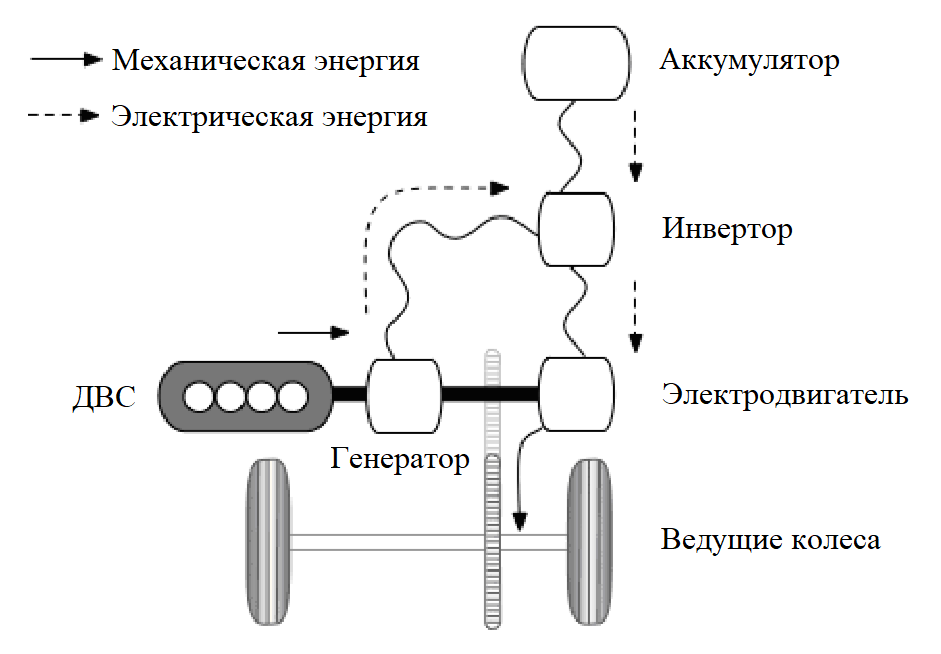 Механическая энергия
Электрическая энергия
Аккумулятор
Инвертор
ДВС
Электродвигатель
Генератор
Ведущие колеса